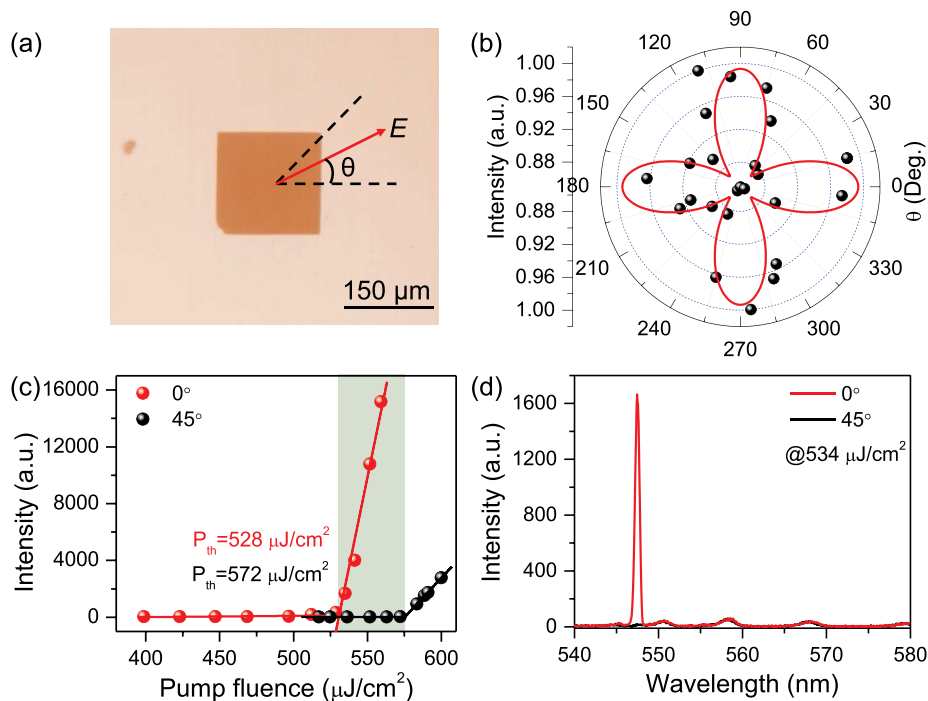 (a)
E
θ
150 μm
(b)
Intensity (a.u.)
1.00
0.96
0.92
0.88
0.88
0.92
0.96
1.00
90
60
30
0
330
300
270
240
210
180
150
120
θ (Deg.)
(c)
Intensity (a.u.)
16000
12000
8000
4000
0
0°
45°
P_th=528 μJ/cm²
P_th=572 μJ/cm²
400
450
500
550
600
Pump fluence (μJ/cm²)
(d)
Intensity (a.u.)
1600
1200
800
400
0
0°
45°
@534 μJ/cm²
540
550
560
570
580
Wavelength (nm)